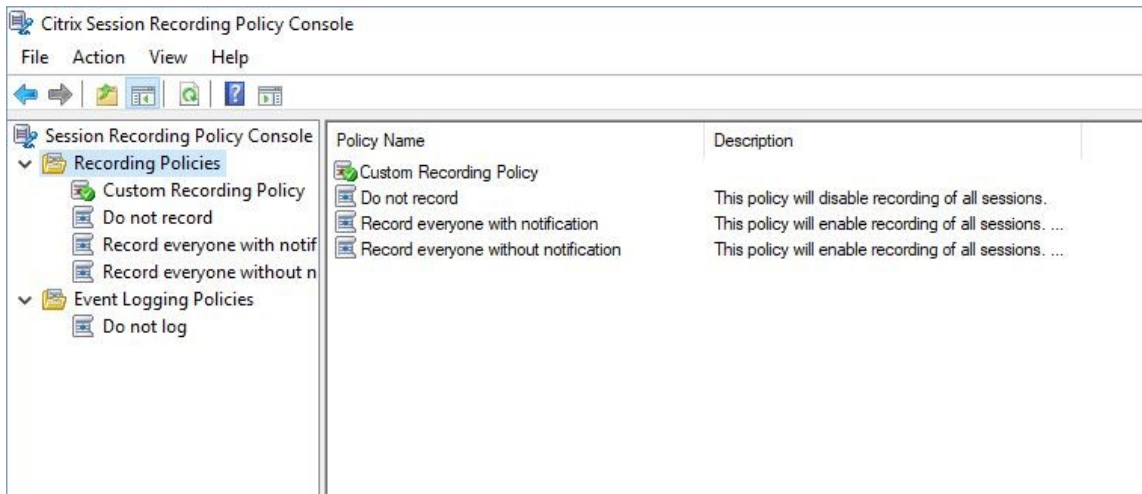 Citrix Session Recording Policy Console
File Action View Help
Session Recording Policy Console
Recording Policies
Custom Recording Policy
Do not record
Record everyone with notif
Record everyone without n
Event Logging Policies
Do not log
Policy Name Description
Custom Recording Policy
Do not record This policy will disable recording of all sessions.
Record everyone with notification This policy will enable recording of all sessions. ...
Record everyone without notification This policy will enable recording of all sessions. ...